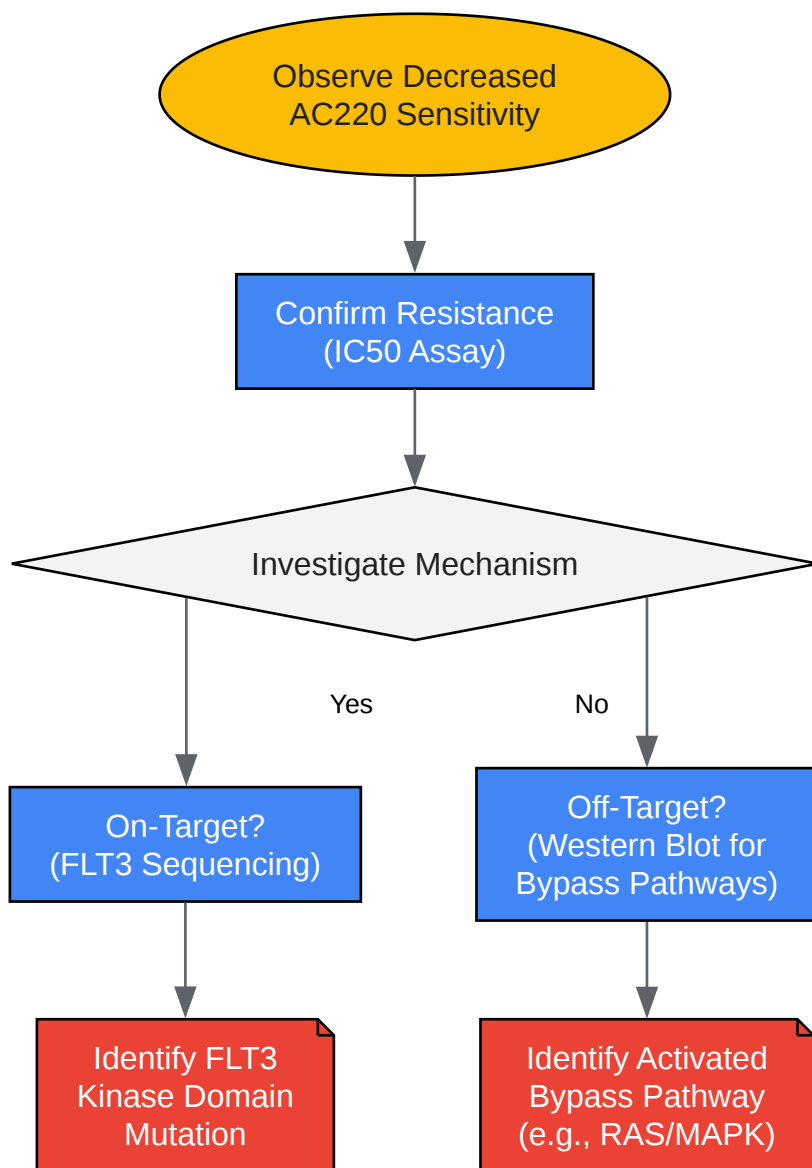 Observe Decreased
AC220 Sensitivity
Confirm Resistance
(IC50 Assay)
Investigate Mechanism
Yes
No
On-Target?
(FLT3 Sequencing)
Off-Target?
(Western Blot for
Bypass Pathways)
Identify FLT3
Kinase Domain
Mutation
Identify Activated
Bypass Pathway
(e.g., RAS/MAPK)